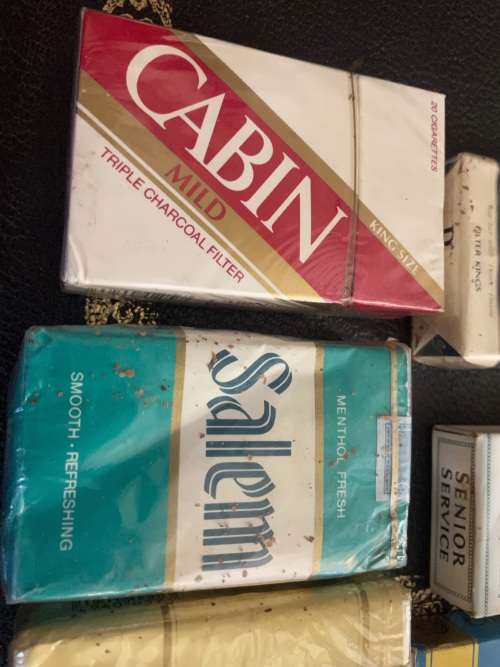 CABIN
MILD
TRIPLE CHARCOAL FILTER
KING SIZE
20 CIGARETTES
FILTER KINGS
MENTHOL FRESH
Salem
SMOOTH · REFRESHING
SENIOR
SERVICE